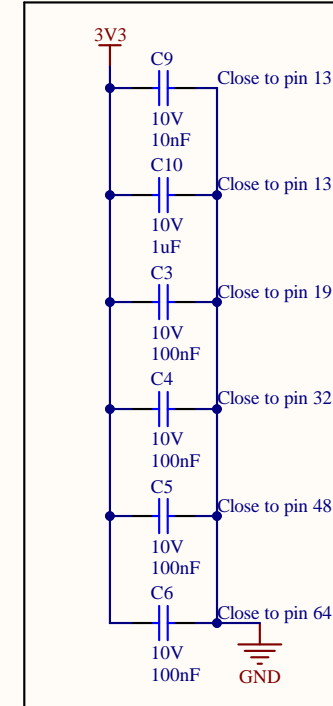 3V3
C9
Close to pin 13
10V
10nF
C10
Close to pin 13
10V
1uF
C3
Close to pin 19
10V
100nF
C4
Close to pin 32
10V
100nF
C5
Close to pin 48
10V
100nF
C6
Close to pin 64
10V
100nF
GND